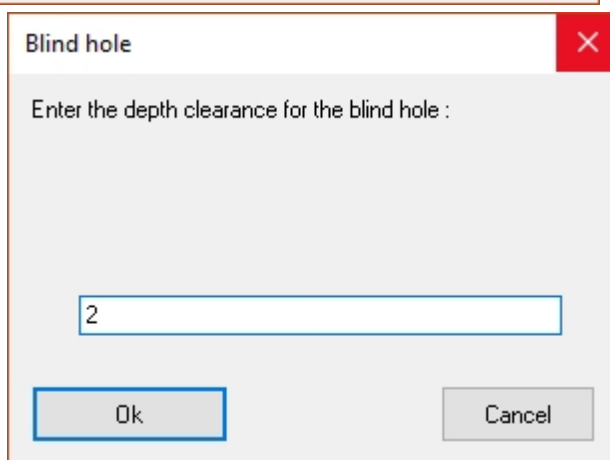 Blind hole
Enter the depth clearance for the blind hole :
2
Ok
Cancel